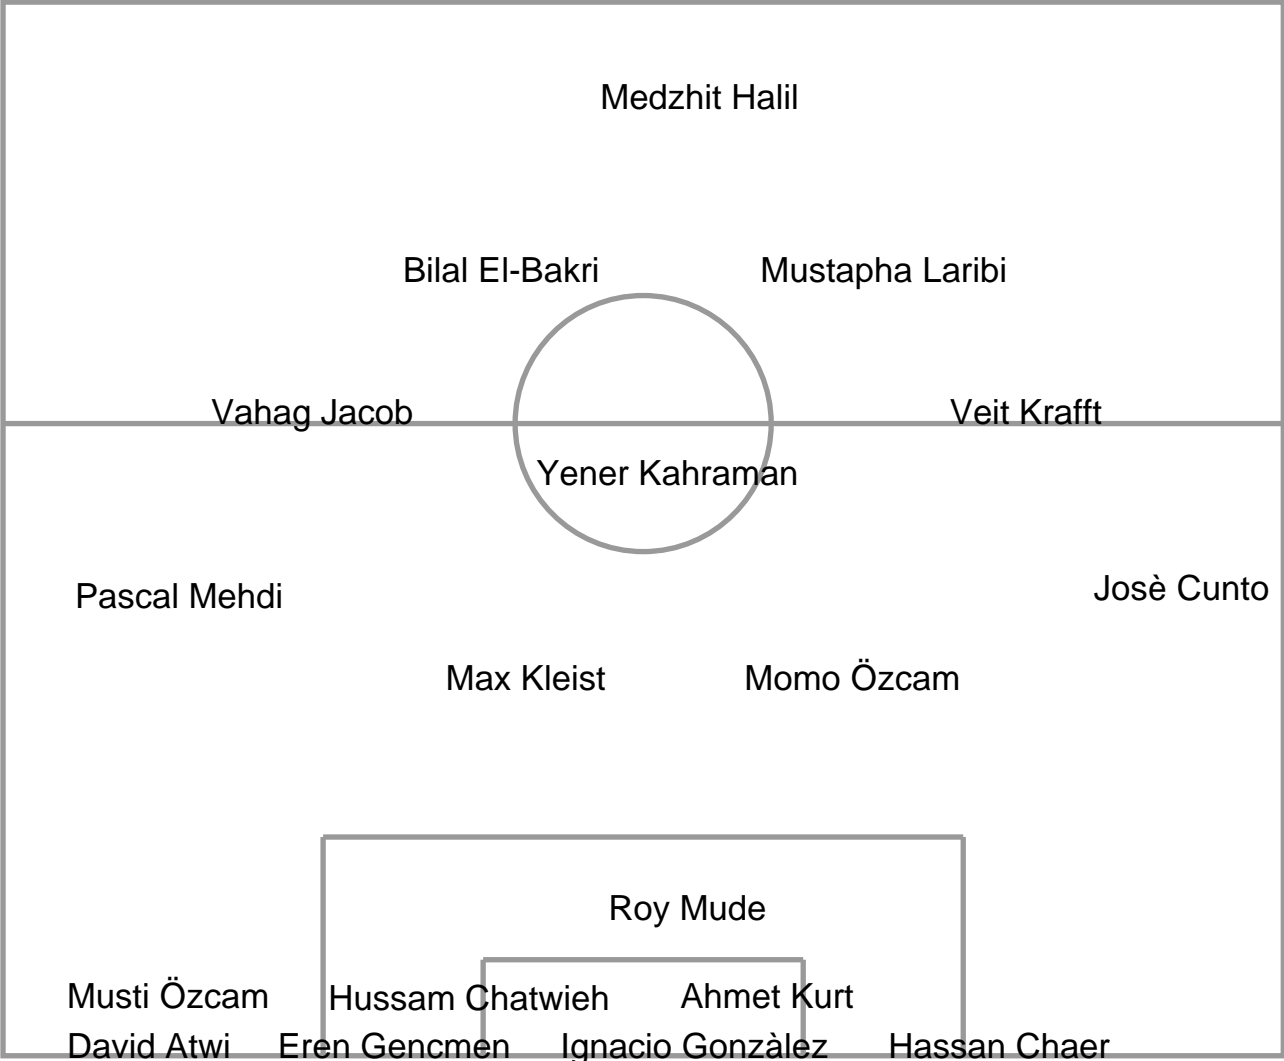 Medzhit Halil
Bilal El-Bakri Mustapha Laribi
Vahag Jacob Veit Krafft
Yener Kahraman
Pascal Mehdi Josè Cunto
Max Kleist Momo Özcam
Roy Mude
Musti Özcam Hussam Chatwieh Ahmet Kurt
David Atwi Eren Gencmen Ignacio Gonzàlez Hassan Chaer